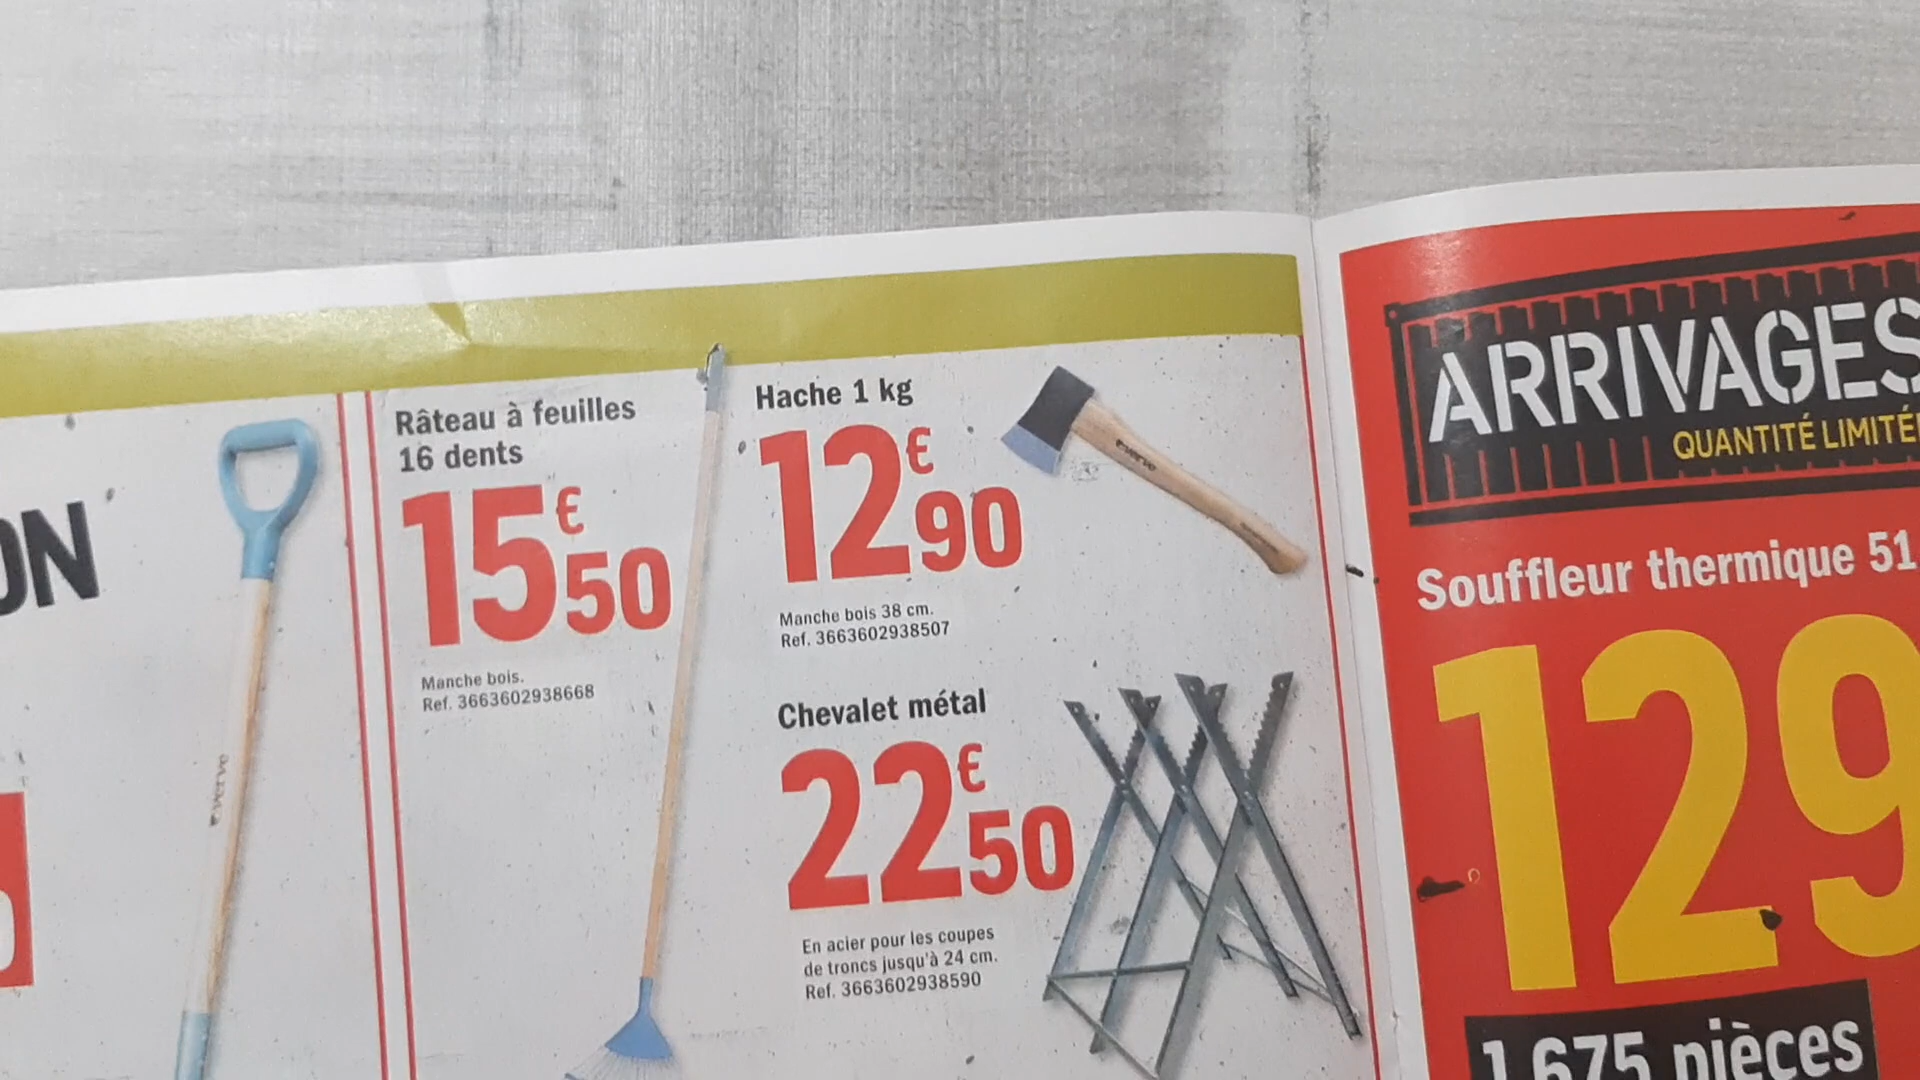 ON
Râteau à feuilles
16 dents
15€50
Manche bois.
Ref. 3663602938668
Hache 1 kg
12€90
Manche bois 38 cm.
Ref. 3663602938507
Chevalet métal
22€50
En acier pour les coupes
de troncs jusqu'à 24 cm.
Ref. 3663602938590
verve
verve
ARRIVAGES
QUANTITÉ LIMITÉ
Souffleur thermique 51,
129
1 675 pièces